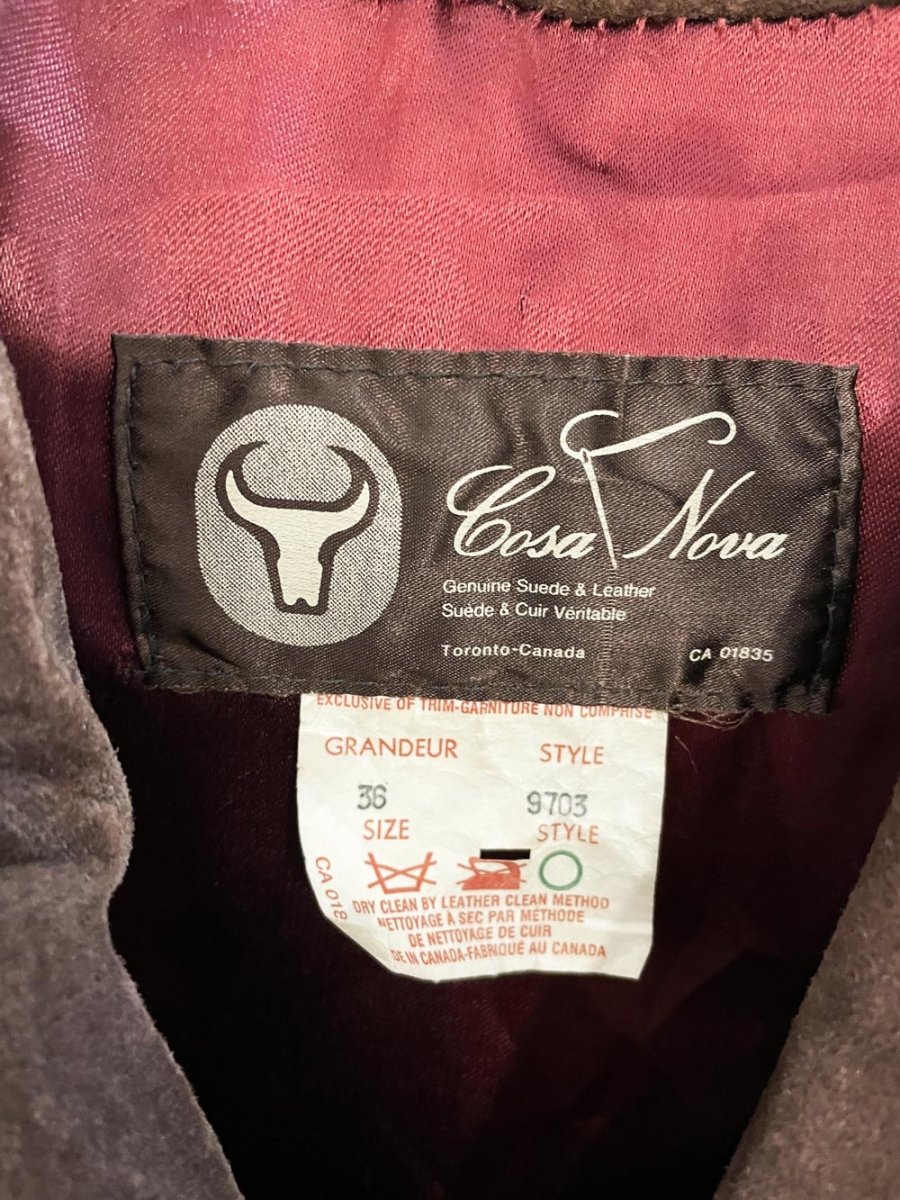 Cosa Nova
Genuine Suede & Leather
Suéde & Cuir Véritable
Toronto-Canada CA 01835
EXCLUSIVE OF TRIM-GARNITURE NON COMPRISE
GRANDEUR STYLE
36 9703
SIZE STYLE
CA 018
DRY CLEAN BY LEATHER CLEAN METHOD
NETTOYAGE À SEC PAR MÉTHODE
DE NETTOYAGE DE CUIR
DE IN CANADA-FABRIQUÉ AU CANADA